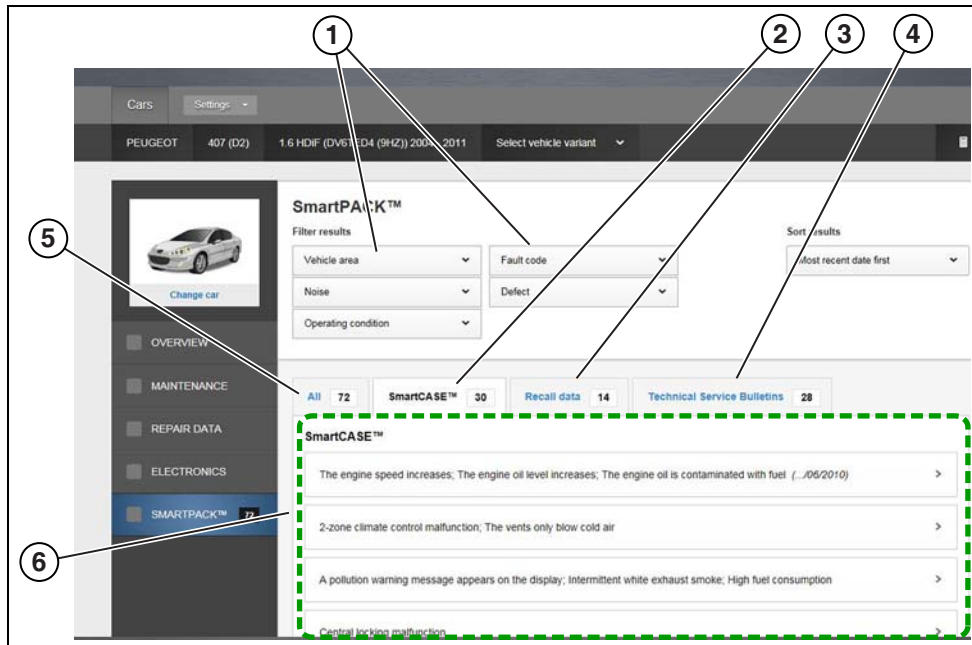 1
2
3
4
Cars Settings
PEUGEOT 407 (D2) 1.6 HDiF (DV6TED4 (9HZ)) 2004 2011 Select vehicle variant
SmartPACK™
Filter results Sort results
5
Vehicle area Fault code Most recent date first
Noise Defect
Change car
Operating condition
OVERVIEW
MAINTENANCE
All 72 SmartCASE™ 30 Recall data 14 Technical Service Bulletins 28
REPAIR DATA
SmartCASE™
ELECTRONICS
The engine speed increases; The engine oil level increases; The engine oil is contaminated with fuel (.../06/2010)
SMARTPACK™ 72
2-zone climate control malfunction; The vents only blow cold air
6
A pollution warning message appears on the display; Intermittent white exhaust smoke; High fuel consumption
Central locking malfunction